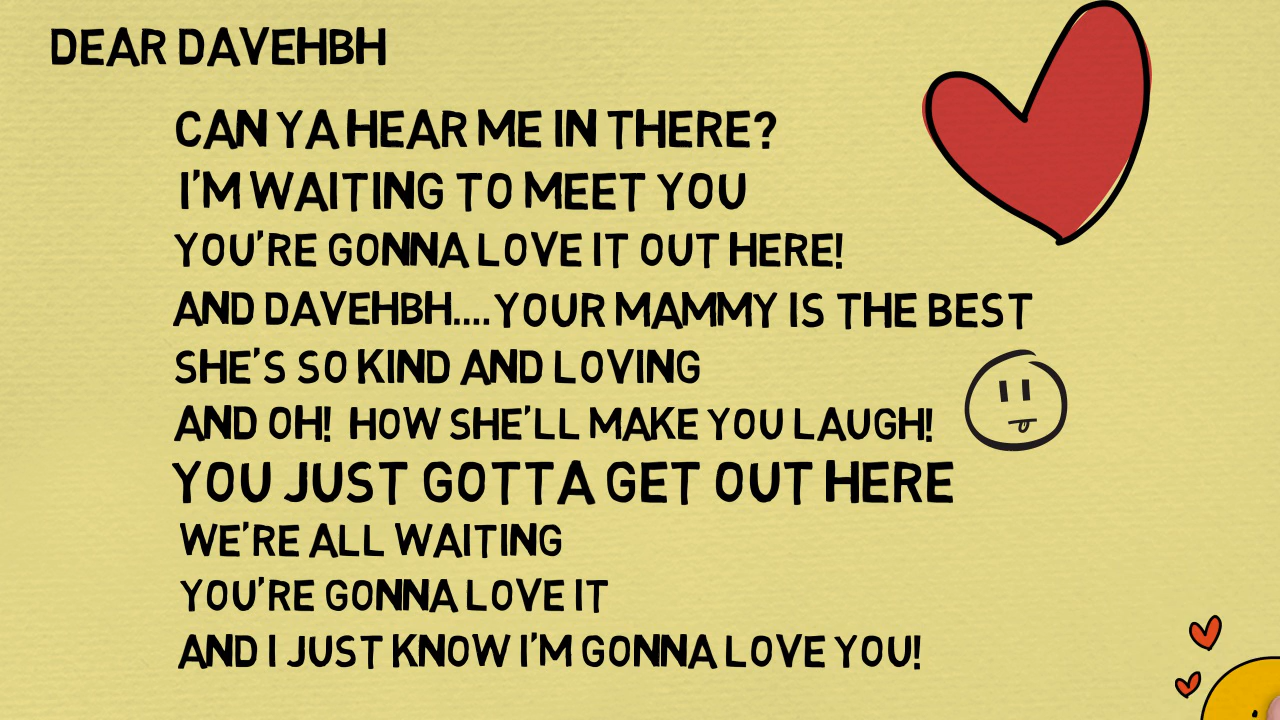 DEAR DAVEHBH
CAN YA HEAR ME IN THERE?
I'M WAITING TO MEET YOU
YOU'RE GONNA LOVE IT OUT HERE!
AND DAVEHBH....YOUR MAMMY IS THE BEST
SHE'S SO KIND AND LOVING
AND OH! HOW SHE'LL MAKE YOU LAUGH!
YOU JUST GOTTA GET OUT HERE
WE'RE ALL WAITING
YOU'RE GONNA LOVE IT
AND I JUST KNOW I'M GONNA LOVE YOU!